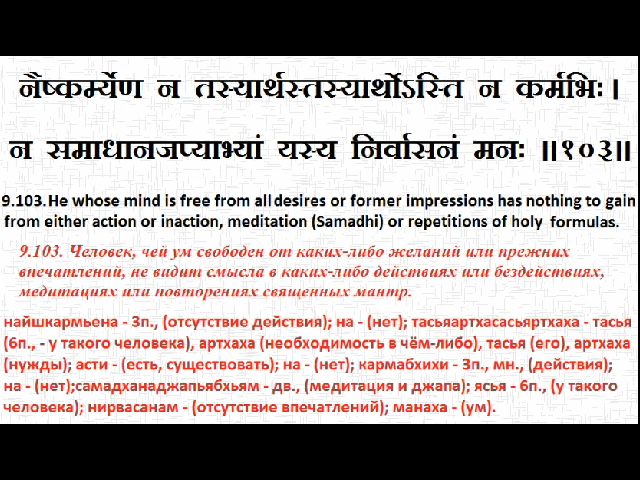 नैष्कर्म्येण न तस्यार्थस्तस्यार्थोऽस्ति न कर्मभिः।
न समाधानजप्याभ्यां यस्य निर्वासनं मनः ॥१०३॥
9.103. He whose mind is free from all desires or former impressions has nothing to gain
from either action or inaction, meditation (Samadhi) or repetitions of holy formulas.
9.103. Человек, чей ум свободен от каких-либо желаний или прежних
впечатлений, не видит смысла в каких-либо действиях или бездействиях,
медитациях или повторениях священных мантр.
найшкармьена - 3п., (отсутствие действия); на - (нет); тасьяартхасасьяртхаха - тасья
(6п., - у такого человека), артхаха (необходимость в чём-либо), тасья (его), артхаха
(нужды); асти - (есть, существовать); на - (нет); кармабхихи - 3п., мн., (действия);
на - (нет);самадханаджапьябхьям - дв., (медитация и джапа); ясья - 6п., (у такого
человека); нирвасанам - (отсутствие впечатлений); манаха - (ум).